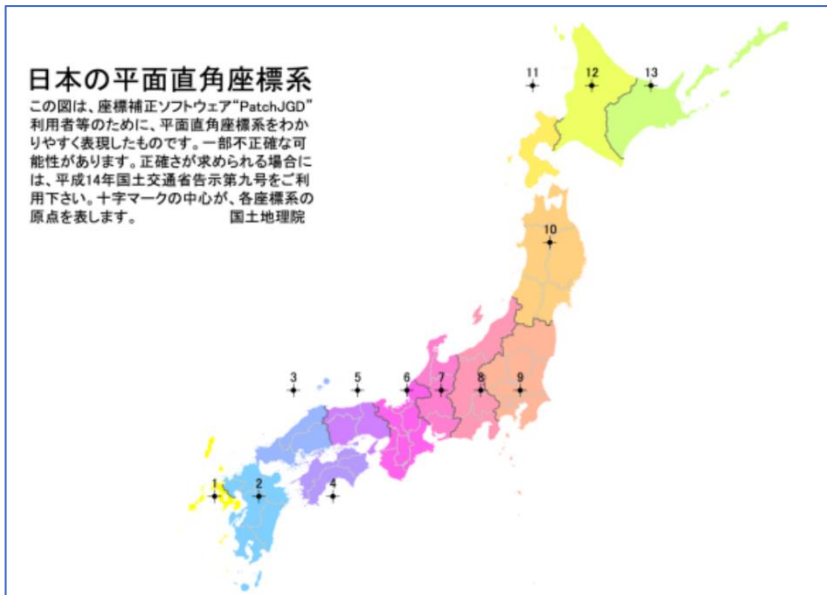 日本の平面直角座標系
この図は、座標補正ソフトウェア“PatchJGD”
利用者等のために、平面直角座標系をわか
りやすく表現したものです。一部不正確な可
能性があります。正確さが求められる場合に
は、平成14年国土交通省告示第九号をご利
用下さい。十字マークの中心が、各座標系の
原点を表します。 国土地理院
11 12 13
10
3 5 6 7 8 9
1 2 4